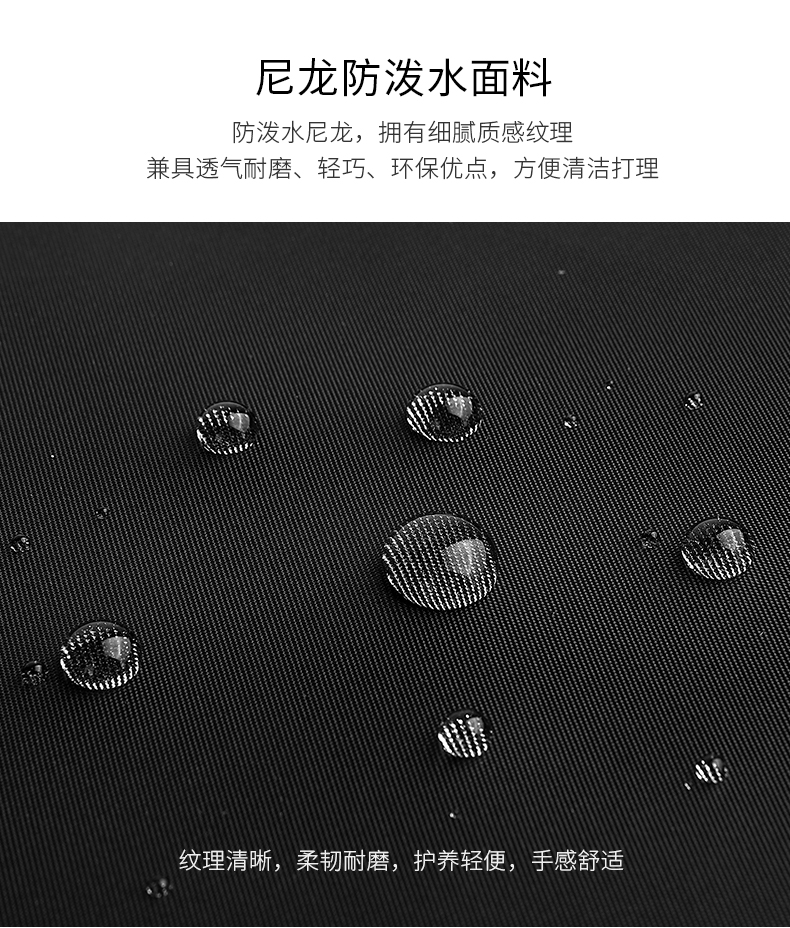 尼龙防泼水面料
防泼水尼龙，拥有细腻质感纹理
兼具透气耐磨、轻巧、环保优点，方便清洁打理
纹理清晰，柔韧耐磨，护养轻便，手感舒适